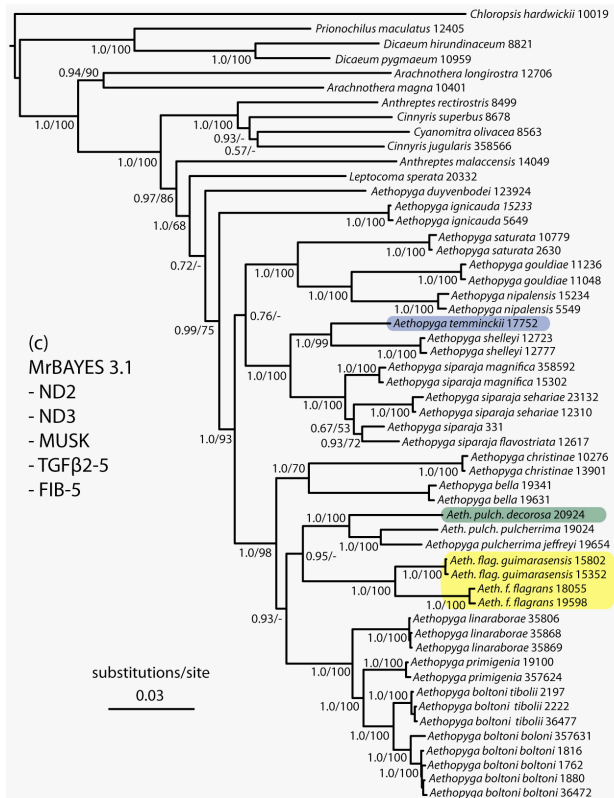 Chloropsis hardwickii 10019
Prionochilus maculatus 12405
Dicaeum hirundinaceum 8821
1.0/100
1.0/100
Dicaeum pygmaeum 10959
0.94/90
Arachnothera longirostra 12706
Arachnothera magna 10401
1.0/100
Anthreptes rectirostris 8499
Cinnyris superbus 8678
1.0/100
Cyanomitra olivacea 8563
0.93/-
0.57/-
Cinnyris jugularis 358566
1.0/100
Anthreptes malaccensis 14049
Leptocoma sperata 20332
0.97/86
Aethopyga duyvenbodei 123924
1.0/68
Aethopyga ignicauda 15233
1.0/100
Aethopyga ignicauda 5649
Aethopyga saturata 10779
1.0/100
Aethopyga saturata 2630
0.72/-
Aethopyga gouldiae 11236
1.0/100
1.0/100
Aethopyga gouldiae 11048
1.0/100
Aethopyga nipalensis 15234
1.0/100
Aethopyga nipalensis 5549
0.76/-
Aethopyga temminckii 17752
0.99/75
Aethopyga shelleyi 12723
1.0/99
1.0/100
Aethopyga shelleyi 12777
Aethopyga siparaja magnifica 358592
1.0/100
1.0/100
Aethopyga siparaja magnifica 15302
Aethopyga siparaja sehariae 23132
1.0/100
1.0/100
Aethopyga siparaja sehariae 12310
0.67/53
Aethopyga siparaja 331
0.93/72
Aethopyga siparaja flavostriata 12617
1.0/93
(c)
MrBAYES 3.1
- ND2
- ND3
- MUSK
- TGFβ2-5
- FIB-5
Aethopyga christinae 10276
1.0/70
1.0/100
Aethopyga christinae 13901
Aethopyga bella 19341
1.0/100
Aethopyga bella 19631
Aeth. pulch. decorosa 20924
1.0/100
Aeth. pulch. pulcherrima 19024
1.0/100
Aethopyga pulcherrima jeffreyi 19654
1.0/98
0.95/-
Aeth. flag. guimarasensis 15802
1.0/100
Aeth. flag. guimarasensis 15352
1.0/100
Aeth. f. flagrans 18055
1.0/100
Aeth. f. flagrans 19598
0.93/-
Aethopyga linaraborae 35806
Aethopyga linaraborae 35868
1.0/100
Aethopyga linaraborae 35869
1.0/100
Aethopyga primigenia 19100
1.0/100
Aethopyga primigenia 357624
Aethopyga boltoni tibolii 2197
Aethopyga boltoni tibolii 2222
1.0/100
Aethopyga boltoni tibolii 36477
1.0/100
Aethopyga boltoni boloni 357631
1.0/100
Aethopyga boltoni boltoni 1816
Aethopyga boltoni boltoni 1762
1.0/100
Aethopyga boltoni boltoni 1880
Aethopyga boltoni boltoni 36472
substitutions/site
0.03